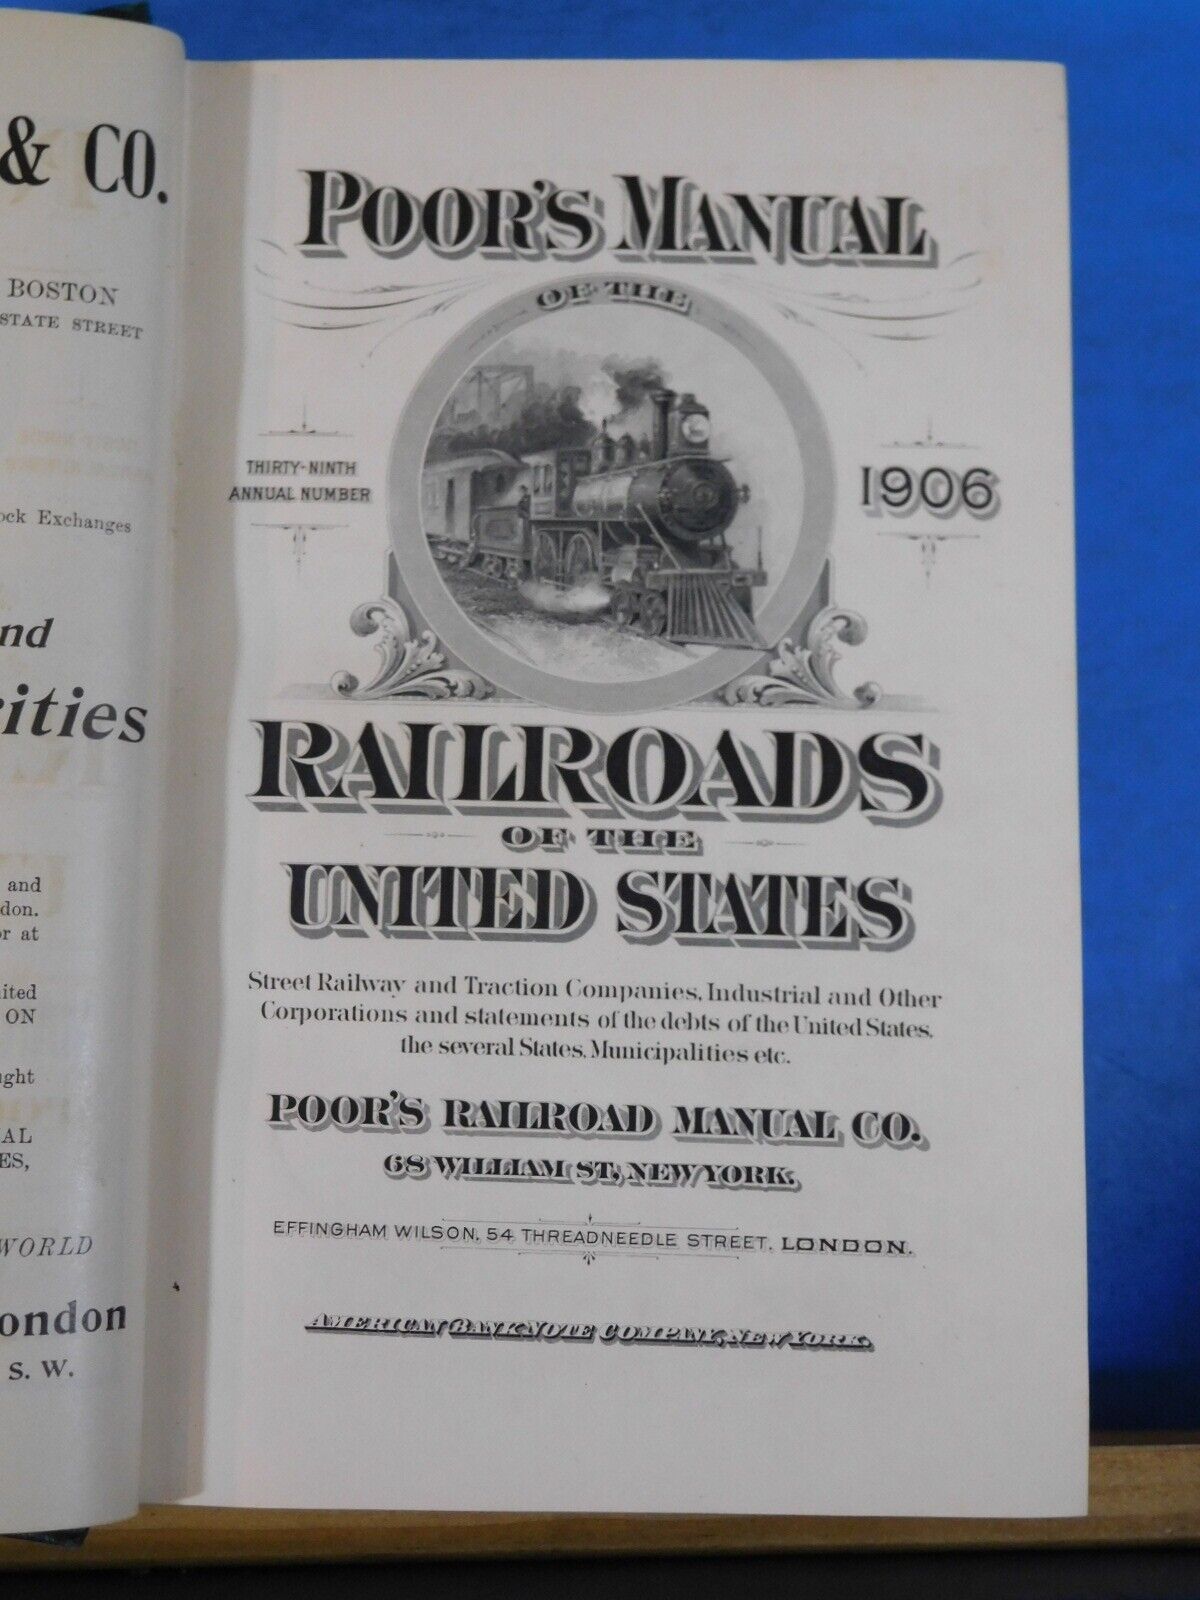 & CO.
BOSTON
STATE STREET
ock Exchanges
nd
rities
and
don.
or at
ited
ON
ught
AL
ES,
WORLD
ondon
S. W.
POOR'S MANUAL
OF THE
THIRTY-NINTH
ANNUAL NUMBER
1906
RAILROADS
OF THE
UNITED STATES
Street Railway and Traction Companies, Industrial and Other
Corporations and statements of the debts of the United States,
the several States, Municipalities etc.
POOR'S RAILROAD MANUAL CO.
68 WILLIAM ST., NEW YORK.
EFFINGHAM WILSON, 54 THREADNEEDLE STREET, LONDON.
AMERICAN BANK NOTE COMPANY, NEW YORK.